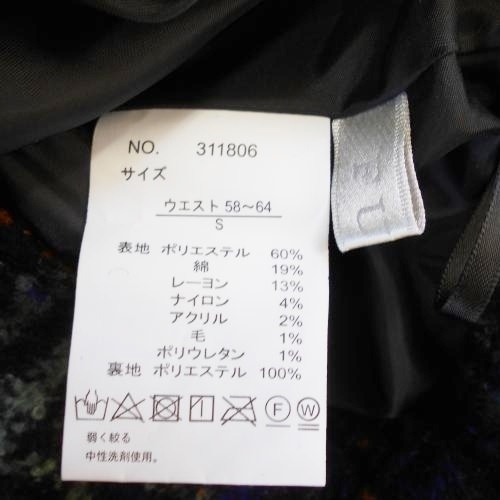 NO. 311806
サイズ
ウエスト 58〜64
S
表地 ポリエステル 60%
綿 19%
レーヨン 13%
ナイロン 4%
アクリル 2%
毛 1%
ポリウレタン 1%
裏地 ポリエステル 100%
F W
弱く絞る
中性洗剤使用。
E U